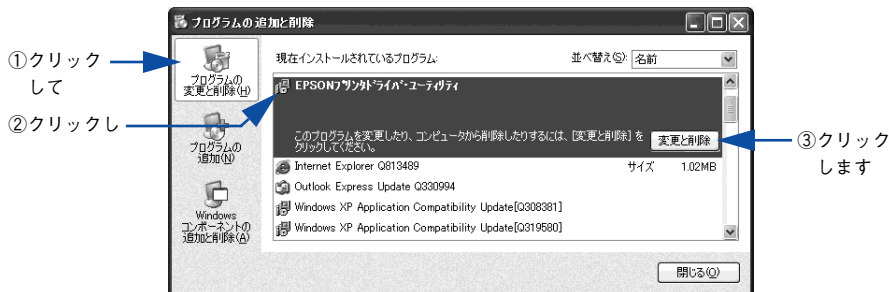 プログラムの追加と削除
①クリック
して
②クリックし
プログラムの
変更と削除(H)
プログラムの
追加(N)
Windows
コンポーネントの
追加と削除(A)
現在インストールされているプログラム:
並べ替え(S): 名前
EPSONプリンタドライバ・ユーティリティ
このプログラムを変更したり、コンピュータから削除したりするには、[変更と削除] を
クリックしてください。
変更と削除
③クリック
します
Internet Explorer Q813489 サイズ 1.02MB
Outlook Express Update Q330994
Windows XP Application Compatibility Update[Q308381]
Windows XP Application Compatibility Update[Q319580]
閉じる(O)